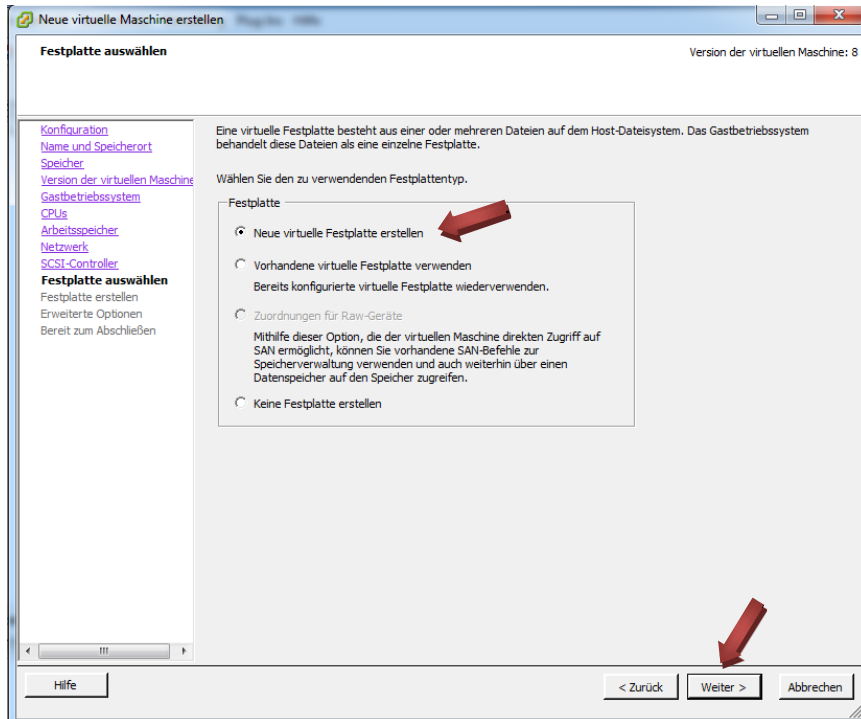 Neue virtuelle Maschine erstellen
Festplatte auswählen
Version der virtuellen Maschine: 8
Konfiguration
Name und Speicherort
Speicher
Version der virtuellen Maschine
Gastbetriebssystem
CPUs
Arbeitsspeicher
Netzwerk
SCSI-Controller
Festplatte auswählen
Festplatte erstellen
Erweiterte Optionen
Bereit zum Abschließen
Eine virtuelle Festplatte besteht aus einer oder mehreren Dateien auf dem Host-Dateisystem. Das Gastbetriebssystem
behandelt diese Dateien als eine einzelne Festplatte.
Wählen Sie den zu verwendenden Festplattentyp.
Festplatte
Neue virtuelle Festplatte erstellen
Vorhandene virtuelle Festplatte verwenden
Bereits konfigurierte virtuelle Festplatte wiederverwenden.
Zuordnungen für Raw-Geräte
Mithilfe dieser Option, die der virtuellen Maschine direkten Zugriff auf
SAN ermöglicht, können Sie vorhandene SAN-Befehle zur
Speicherverwaltung verwenden und auch weiterhin über einen
Datenspeicher auf den Speicher zugreifen.
Keine Festplatte erstellen
Hilfe
< Zurück
Weiter >
Abbrechen